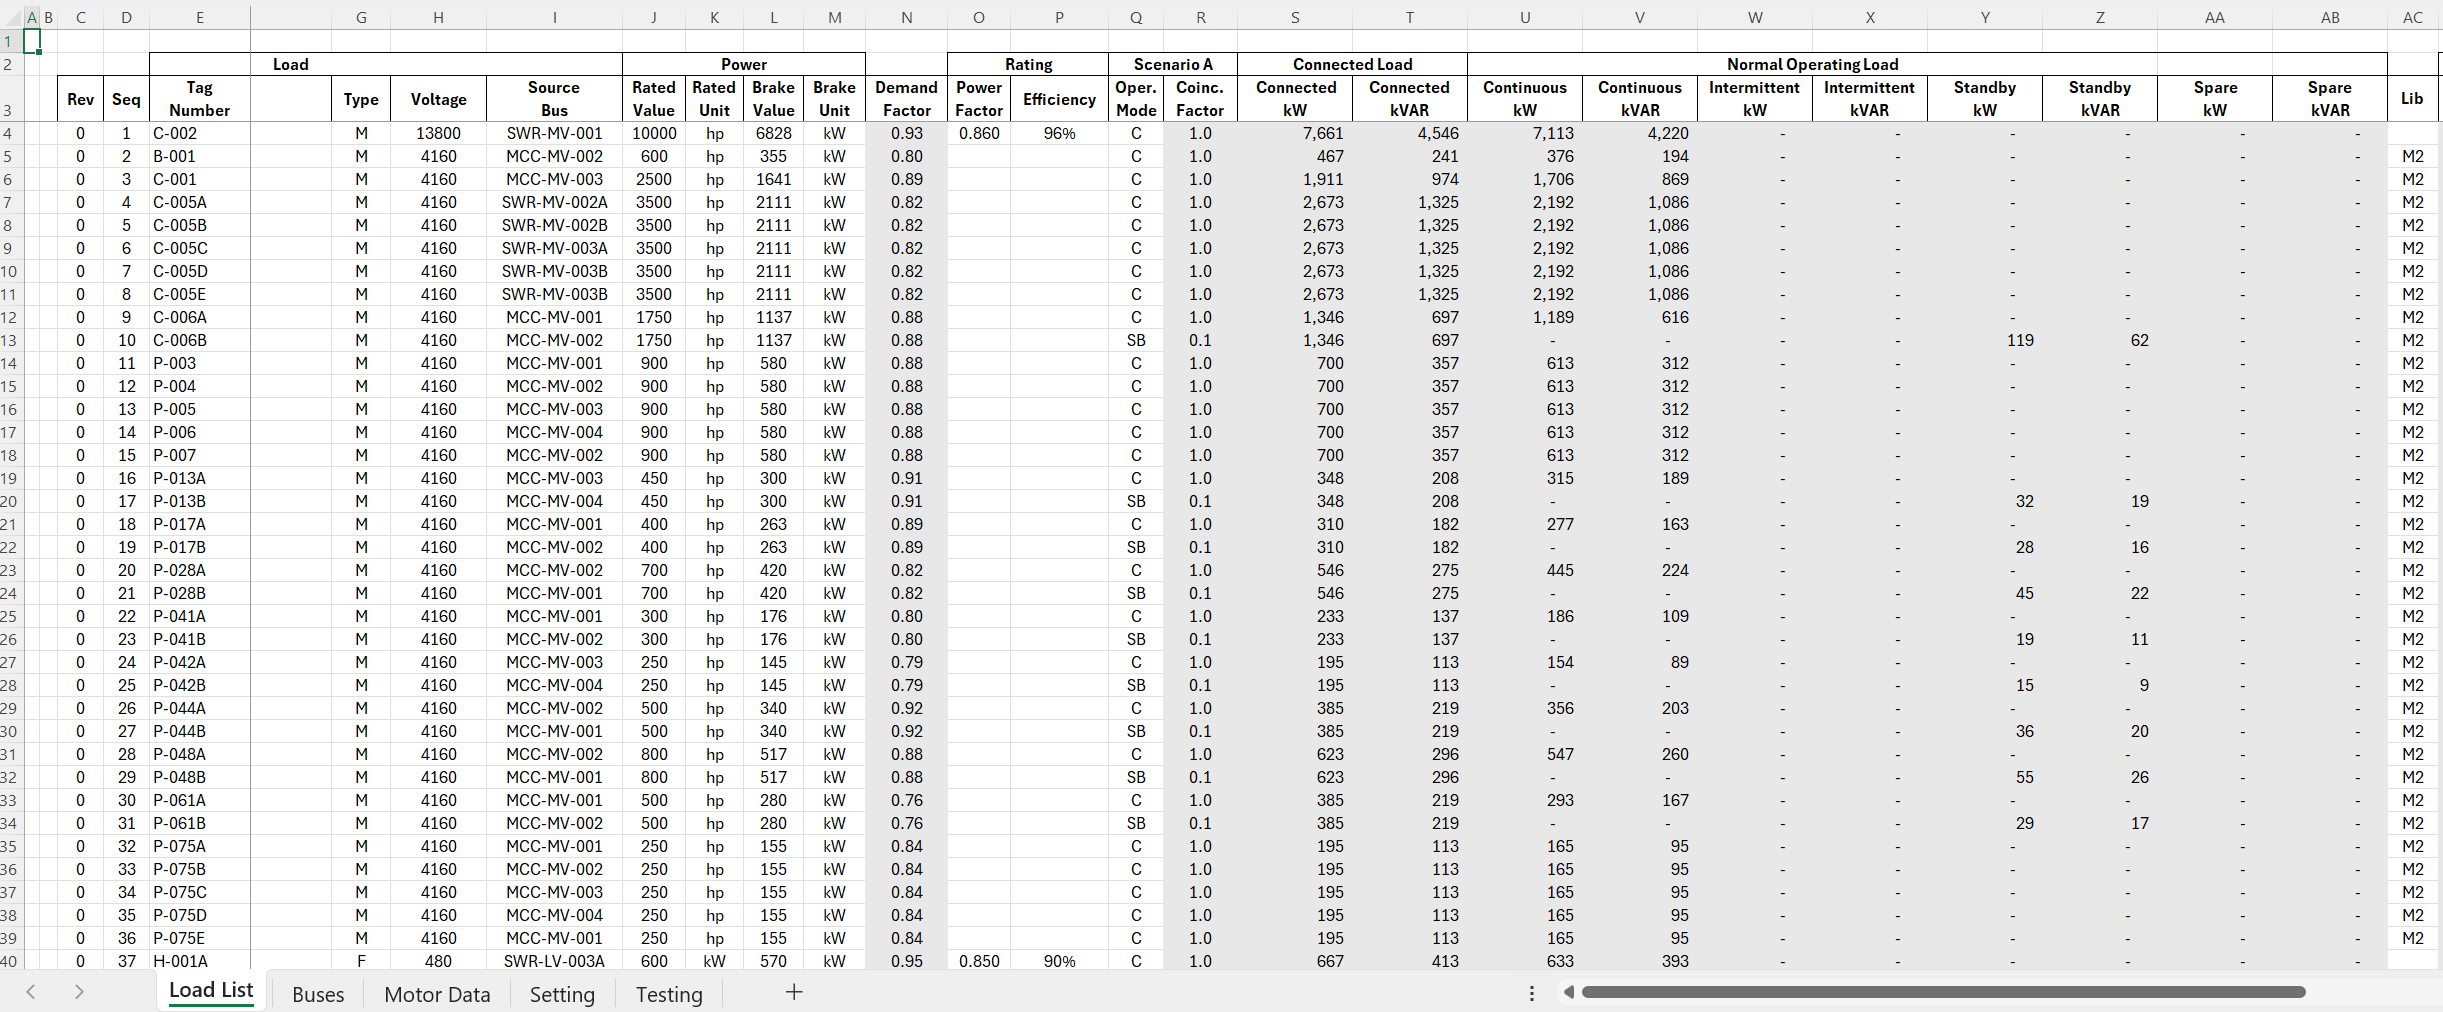 A B C D E G H I J K L M N O P Q R S T U V W X Y Z AA AB AC
1
2 Load Power Rating Scenario A Connected Load Normal Operating Load
Tag Source Rated Rated Brake Brake Demand Power Oper. Coinc. Connected Connected Continuous Continuous Intermittent Intermittent Standby Standby Spare Spare
Rev Seq Type Voltage Efficiency Lib
3 Number Bus Value Unit Value Unit Factor Factor Mode Factor kW kVAR kW kVAR kW kVAR kW kVAR kW kVAR
4 0 1 C-002 M 13800 SWR-MV-001 10000 hp 6828 kW 0.93 0.860 96% C 1.0 7,661 4,546 7,113 4,220 - - - - - -
5 0 2 B-001 M 4160 MCC-MV-002 600 hp 355 kW 0.80 C 1.0 467 241 376 194 - - - - - - M2
6 0 3 C-001 M 4160 MCC-MV-003 2500 hp 1641 kW 0.89 C 1.0 1,911 974 1,706 869 - - - - - - M2
7 0 4 C-005A M 4160 SWR-MV-002A 3500 hp 2111 kW 0.82 C 1.0 2,673 1,325 2,192 1,086 - - - - - - M2
8 0 5 C-005B M 4160 SWR-MV-002B 3500 hp 2111 kW 0.82 C 1.0 2,673 1,325 2,192 1,086 - - - - - - M2
9 0 6 C-005C M 4160 SWR-MV-003A 3500 hp 2111 kW 0.82 C 1.0 2,673 1,325 2,192 1,086 - - - - - - M2
10 0 7 C-005D M 4160 SWR-MV-003B 3500 hp 2111 kW 0.82 C 1.0 2,673 1,325 2,192 1,086 - - - - - - M2
11 0 8 C-005E M 4160 SWR-MV-003B 3500 hp 2111 kW 0.82 C 1.0 2,673 1,325 2,192 1,086 - - - - - - M2
12 0 9 C-006A M 4160 MCC-MV-001 1750 hp 1137 kW 0.88 C 1.0 1,346 697 1,189 616 - - - - - - M2
13 0 10 C-006B M 4160 MCC-MV-002 1750 hp 1137 kW 0.88 SB 0.1 1,346 697 - - - - 119 62 - - M2
14 0 11 P-003 M 4160 MCC-MV-001 900 hp 580 kW 0.88 C 1.0 700 357 613 312 - - - - - - M2
15 0 12 P-004 M 4160 MCC-MV-002 900 hp 580 kW 0.88 C 1.0 700 357 613 312 - - - - - - M2
16 0 13 P-005 M 4160 MCC-MV-003 900 hp 580 kW 0.88 C 1.0 700 357 613 312 - - - - - - M2
17 0 14 P-006 M 4160 MCC-MV-004 900 hp 580 kW 0.88 C 1.0 700 357 613 312 - - - - - - M2
18 0 15 P-007 M 4160 MCC-MV-002 900 hp 580 kW 0.88 C 1.0 700 357 613 312 - - - - - - M2
19 0 16 P-013A M 4160 MCC-MV-003 450 hp 300 kW 0.91 C 1.0 348 208 315 189 - - - - - - M2
20 0 17 P-013B M 4160 MCC-MV-004 450 hp 300 kW 0.91 SB 0.1 348 208 - - - - 32 19 - - M2
21 0 18 P-017A M 4160 MCC-MV-001 400 hp 263 kW 0.89 C 1.0 310 182 277 163 - - - - - - M2
22 0 19 P-017B M 4160 MCC-MV-002 400 hp 263 kW 0.89 SB 0.1 310 182 - - - - 28 16 - - M2
23 0 20 P-028A M 4160 MCC-MV-002 700 hp 420 kW 0.82 C 1.0 546 275 445 224 - - - - - - M2
24 0 21 P-028B M 4160 MCC-MV-001 700 hp 420 kW 0.82 SB 0.1 546 275 - - - - 45 22 - - M2
25 0 22 P-041A M 4160 MCC-MV-001 300 hp 176 kW 0.80 C 1.0 233 137 186 109 - - - - - - M2
26 0 23 P-041B M 4160 MCC-MV-002 300 hp 176 kW 0.80 SB 0.1 233 137 - - - - 19 11 - - M2
27 0 24 P-042A M 4160 MCC-MV-003 250 hp 145 kW 0.79 C 1.0 195 113 154 89 - - - - - - M2
28 0 25 P-042B M 4160 MCC-MV-004 250 hp 145 kW 0.79 SB 0.1 195 113 - - - - 15 9 - - M2
29 0 26 P-044A M 4160 MCC-MV-002 500 hp 340 kW 0.92 C 1.0 385 219 356 203 - - - - - - M2
30 0 27 P-044B M 4160 MCC-MV-001 500 hp 340 kW 0.92 SB 0.1 385 219 - - - - 36 20 - - M2
31 0 28 P-048A M 4160 MCC-MV-002 800 hp 517 kW 0.88 C 1.0 623 296 547 260 - - - - - - M2
32 0 29 P-048B M 4160 MCC-MV-001 800 hp 517 kW 0.88 SB 0.1 623 296 - - - - 55 26 - - M2
33 0 30 P-061A M 4160 MCC-MV-001 500 hp 280 kW 0.76 C 1.0 385 219 293 167 - - - - - - M2
34 0 31 P-061B M 4160 MCC-MV-002 500 hp 280 kW 0.76 SB 0.1 385 219 - - - - 29 17 - - M2
35 0 32 P-075A M 4160 MCC-MV-001 250 hp 155 kW 0.84 C 1.0 195 113 165 95 - - - - - - M2
36 0 33 P-075B M 4160 MCC-MV-002 250 hp 155 kW 0.84 C 1.0 195 113 165 95 - - - - - - M2
37 0 34 P-075C M 4160 MCC-MV-003 250 hp 155 kW 0.84 C 1.0 195 113 165 95 - - - - - - M2
38 0 35 P-075D M 4160 MCC-MV-004 250 hp 155 kW 0.84 C 1.0 195 113 165 95 - - - - - - M2
39 0 36 P-075E M 4160 MCC-MV-001 250 hp 155 kW 0.84 C 1.0 195 113 165 95 - - - - - - M2
40 0 37 H-001A F 480 SWR-LV-003A 600 kW 570 kW 0.95 0.850 90% C 1.0 667 413 633 393 - - - - - -
Load List Buses Motor Data Setting Testing +